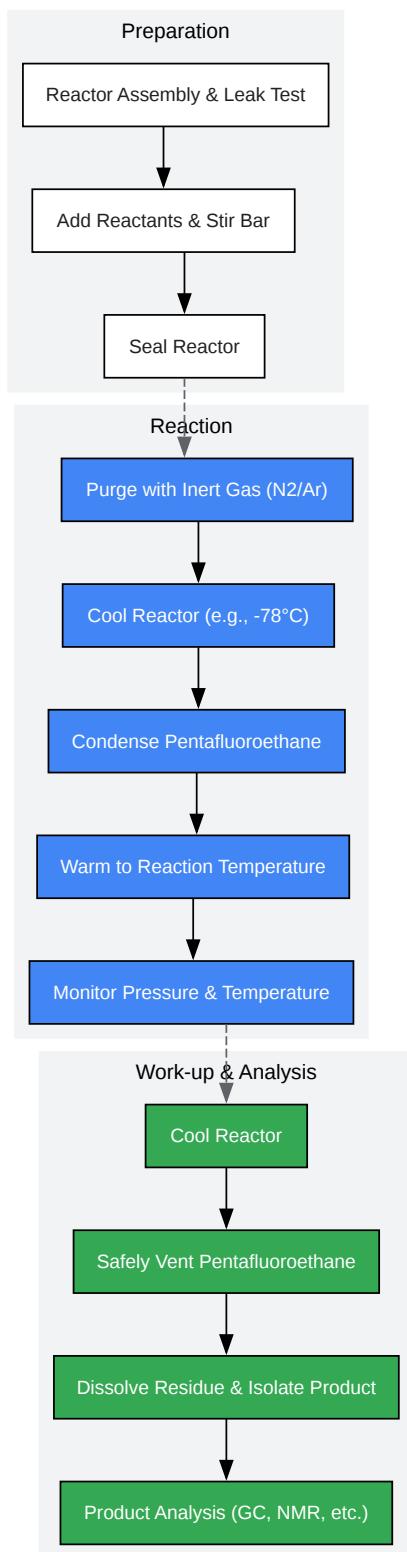 Preparation
Reactor Assembly & Leak Test
Add Reactants & Stir Bar
Seal Reactor
Reaction
Purge with Inert Gas (N2/Ar)
Cool Reactor (e.g., -78°C)
Condense Pentafluoroethane
Warm to Reaction Temperature
Monitor Pressure & Temperature
Work-up & Analysis
Cool Reactor
Safely Vent Pentafluoroethane
Dissolve Residue & Isolate Product
Product Analysis (GC, NMR, etc.)